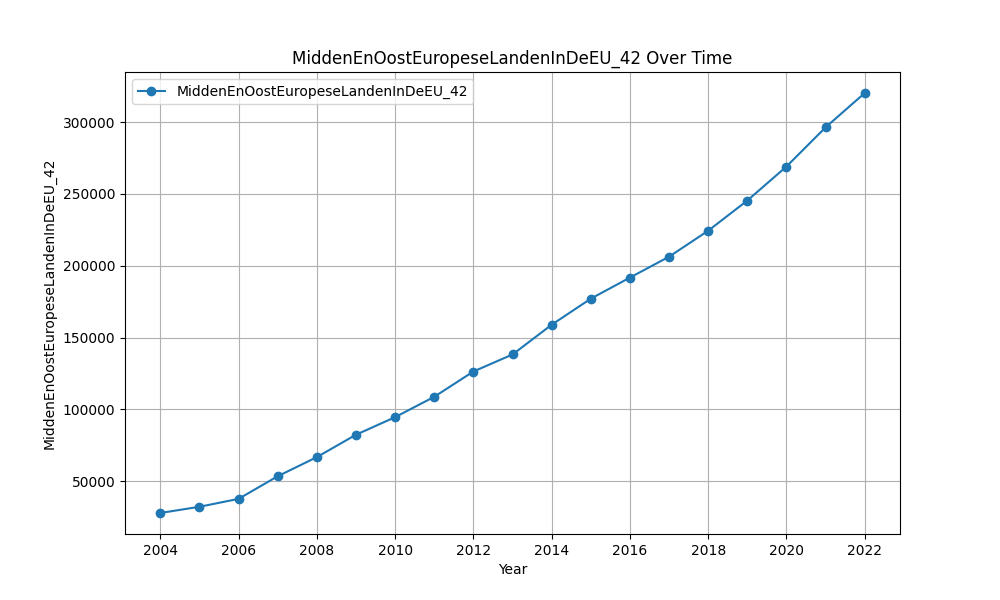 MiddenEnOostEuropeseLandenInDeEU_42 Over Time
MiddenEnOostEuropeseLandenInDeEU_42
MiddenEnOostEuropeseLandenInDeEU_42
300000
250000
200000
150000
100000
50000
2004 2006 2008 2010 2012 2014 2016 2018 2020 2022
Year